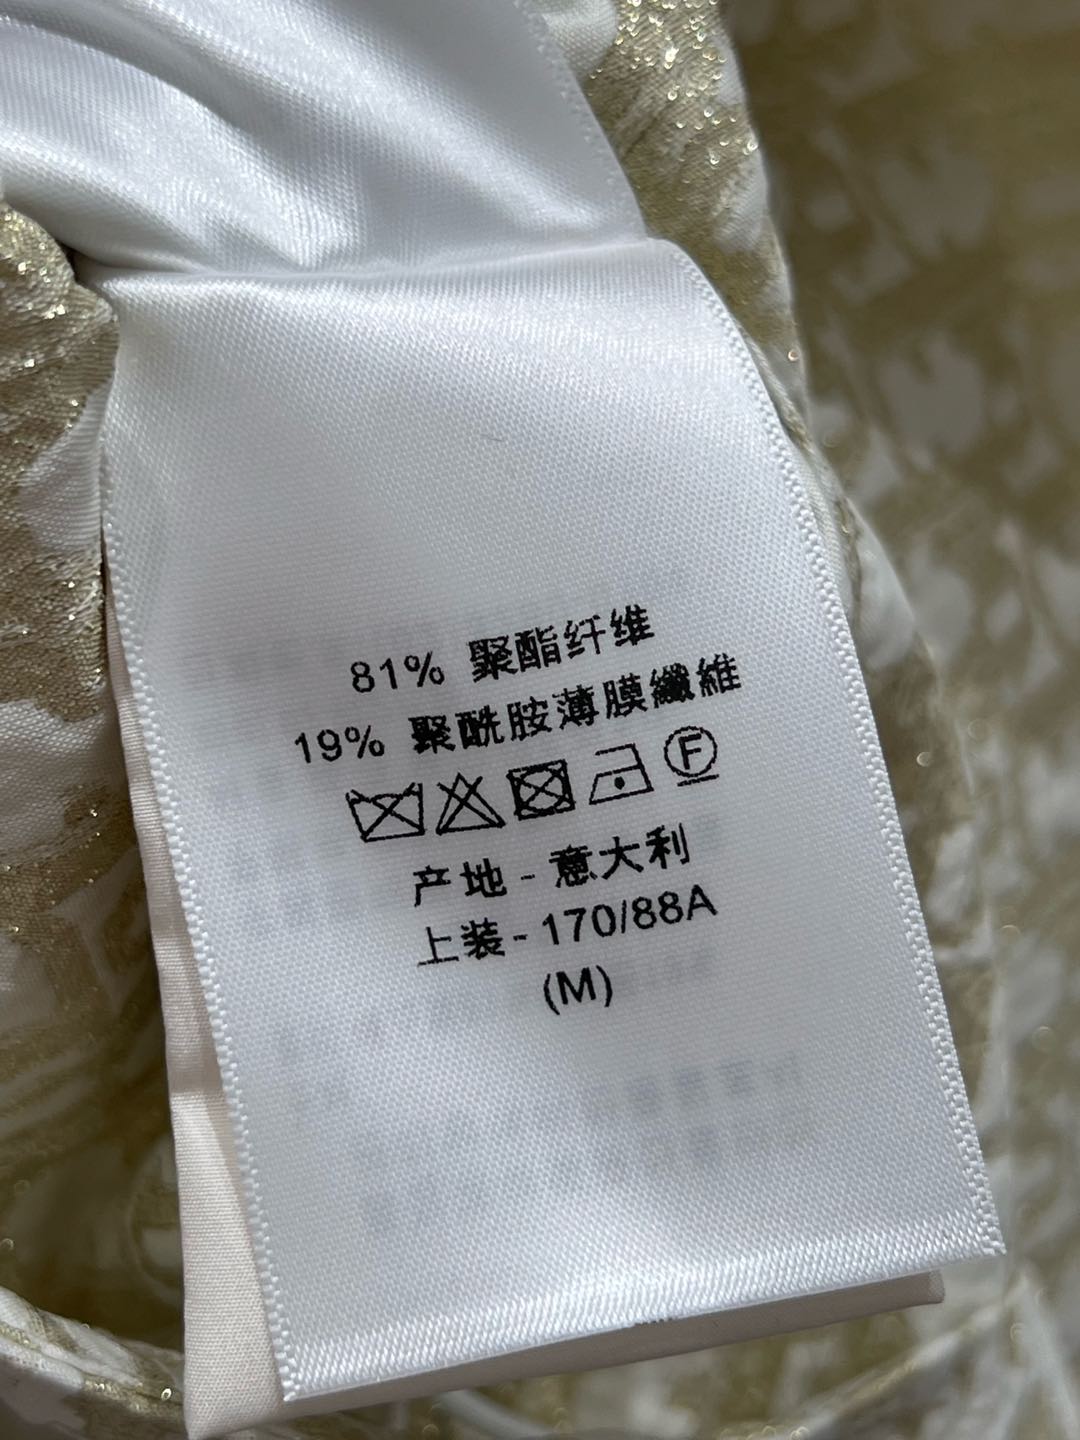 81% 聚酯纤维
19% 聚酰胺薄膜纖維
F
产地 - 意大利
上装 - 170/88A
(M)